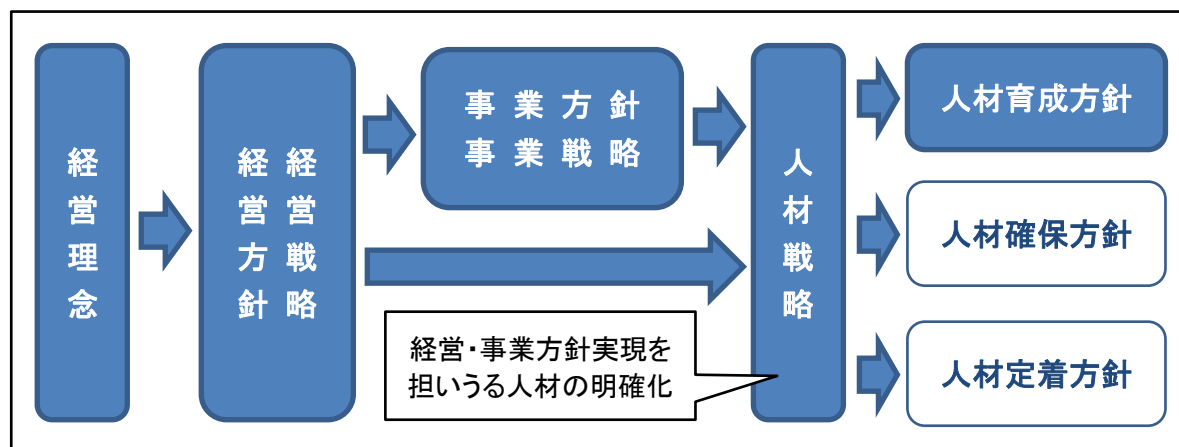 経営理念
経営戦略
経営方針
事業方針
事業戦略
人材戦略
経営・事業方針実現を
担いうる人材の明確化
人材育成方針
人材確保方針
人材定着方針